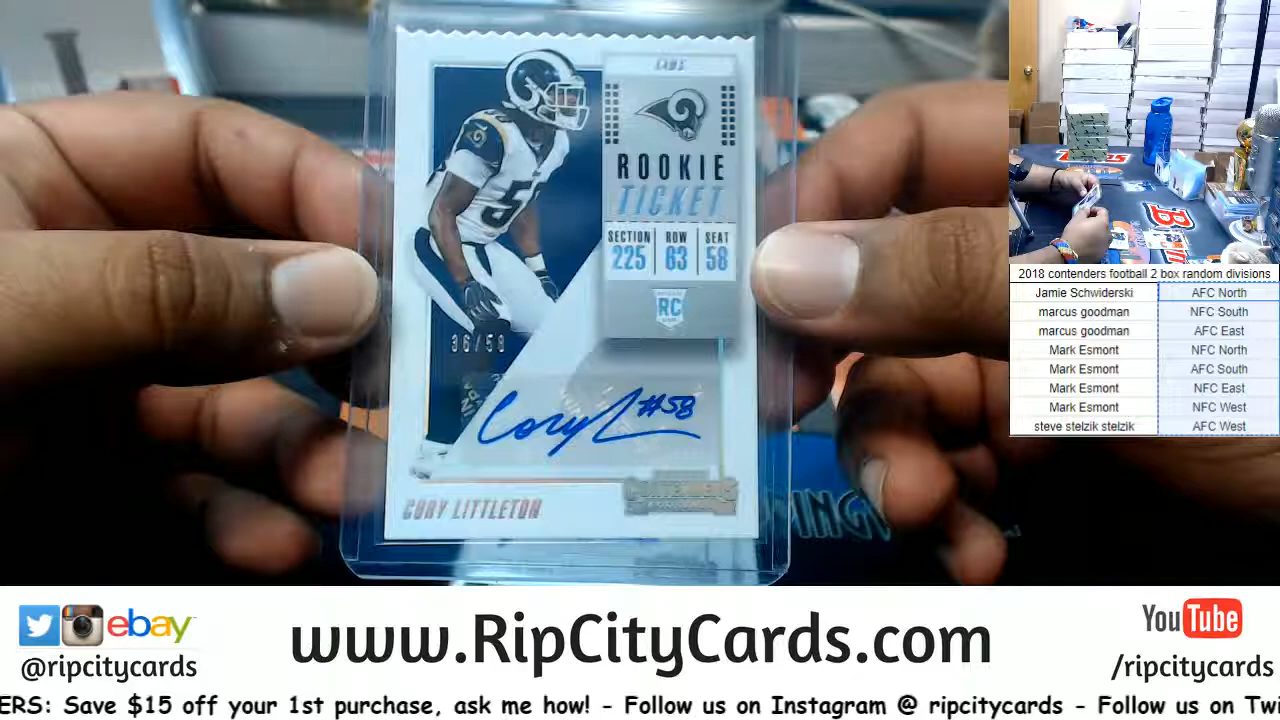 RAMS
ROOKIE
TICKET
SECTION ROW SEAT
225 63 58
RC
36/58
Cory L #58
CORY LITTLETON
2018 contenders football 2 box random divisions
Jamie Schwiderski AFC North
marcus goodman NFC South
marcus goodman AFC East
Mark Esmont NFC North
Mark Esmont AFC South
Mark Esmont NFC East
Mark Esmont NFC West
steve stelzik stelzik AFC West
ebay
@ripcitycards
www.RipCityCards.com
YouTube
/ripcitycards
ERS: Save $15 off your 1st purchase, ask me how! - Follow us on Instagram @ ripcitycards - Follow us on Twi